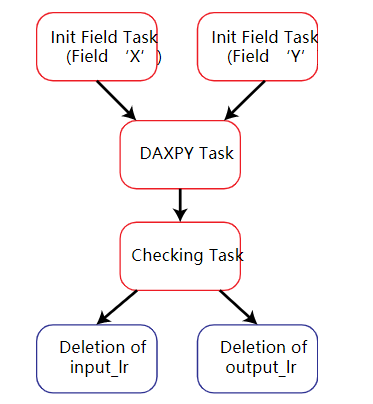 Init Field Task
(Field ‘X’ )
Init Field Task
(Field ‘Y’
DAXPY Task
Checking Task
Deletion of
input_lr
Deletion of
output_lr